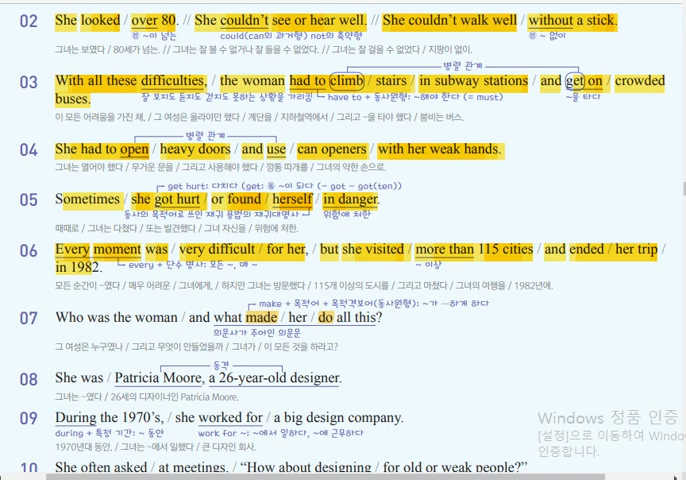 02 She looked / over 80. // She couldn't see or hear well. // She couldn't walk well / without a stick.
전 ~이 넘는 could(can의 과거형) not의 축약형 전 ~ 없이
그녀는 보였다 / 80세가 넘는. // 그녀는 잘 볼 수 없거나 잘 들을 수 없었다. // 그녀는 잘 걸을 수 없었다 / 지팡이 없이.
병렬 관계
03 With all these difficulties, / the woman had to climb / stairs / in subway stations / and get on / crowded
buses.
잘 보지도 듣지도 걷지도 못하는 상황을 가리킴 have to + 동사원형: ~해야 한다 (= must) ~을 타다
이 모든 어려움을 가진 채, / 그 여성은 올라야만 했다 / 계단을 / 지하철역에서 / 그리고 ~을 타야 했다 / 붐비는 버스.
병렬 관계
04 She had to open / heavy doors / and use / can openers / with her weak hands.
그녀는 열어야 했다 / 무거운 문을 / 그리고 사용해야 했다 / 깡통 따개를 / 그녀의 약한 손으로.
get hurt: 다치다 (get: 동 ~이 되다 (- got - got(ten))
05 Sometimes / she got hurt / or found / herself / in danger.
동사의 목적어로 쓰인 재귀 용법의 재귀대명사 위험에 처한
때때로 / 그녀는 다쳤다 / 또는 발견했다 / 그녀 자신을 / 위험에 처한.
06 Every moment was / very difficult / for her, / but she visited / more than 115 cities / and ended / her trip /
in 1982.
every + 단수 명사: 모든 ~, 매 ~ ~ 이상
모든 순간이 ~였다 / 매우 어려운 / 그녀에게, / 하지만 그녀는 방문했다 / 115개 이상의 도시를 / 그리고 마쳤다 / 그녀의 여행을 / 1982년에.
make + 목적어 + 목적격보어(동사원형): ~가 …하게 하다
07 Who was the woman / and what made / her / do all this?
의문사가 주어인 의문문
그 여성은 누구였나 / 그리고 무엇이 만들었을까 / 그녀가 / 이 모든 것을 하라고?
동격
08 She was / Patricia Moore, a 26-year-old designer.
그녀는 ~였다 / 26세의 디자이너인 Patricia Moore.
09 During the 1970's, / she worked for / a big design company.
during + 특정 기간: ~ 동안 work for ~: ~에서 일하다, ~에 근무하다
1970년대 동안, / 그녀는 ~에서 일했다 / 큰 디자인 회사.
Windows 정품 인증
[설정]으로 이동하여 Windo
인증합니다.
10 She often asked / at meetings. / "How about designing / for old or weak people?"